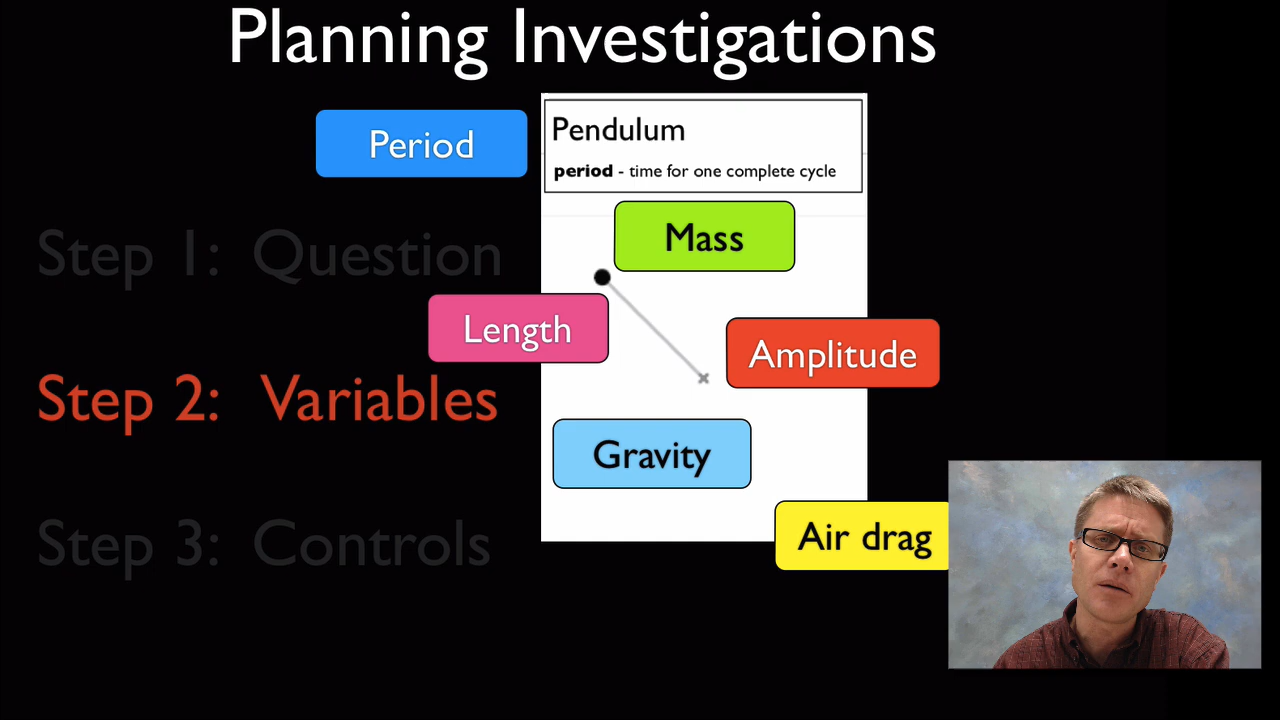 Planning Investigations
Period
Pendulum
period - time for one complete cycle
Mass
Step 1: Question
Length
Amplitude
Step 2: Variables
Gravity
Air drag
Step 3: Controls